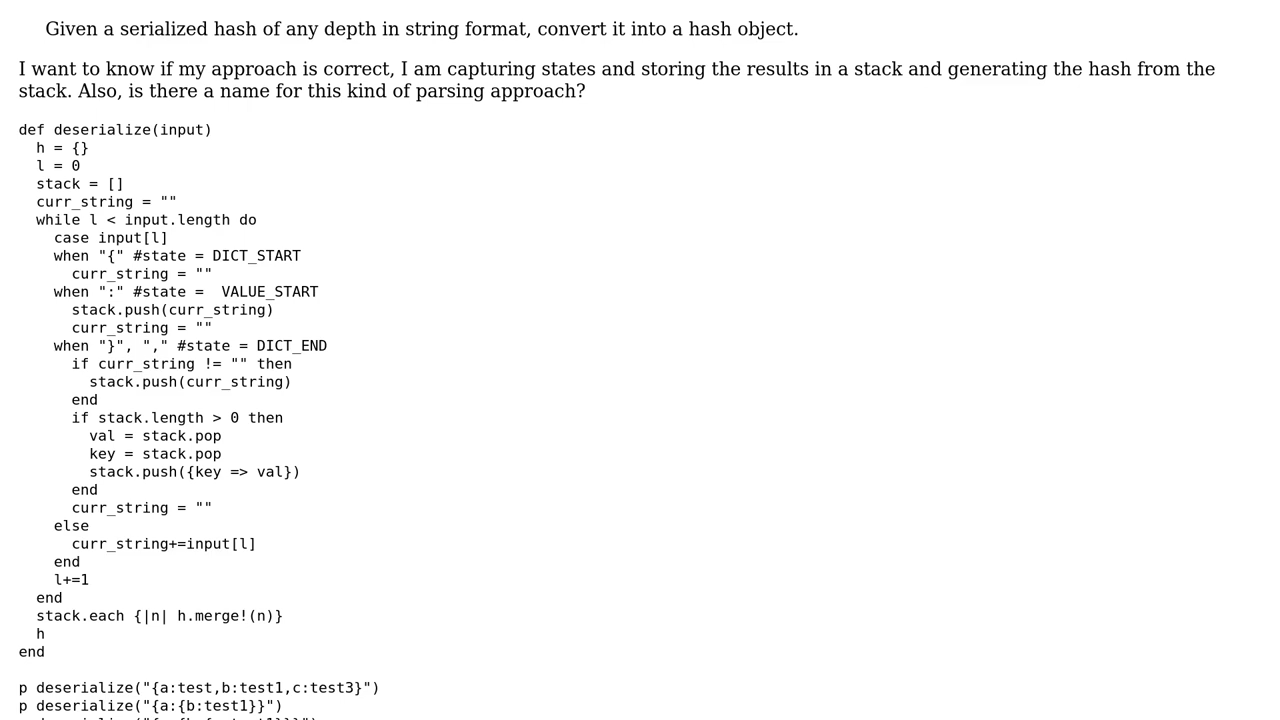 Given a serialized hash of any depth in string format, convert it into a hash object.
I want to know if my approach is correct, I am capturing states and storing the results in a stack and generating the hash from the
stack. Also, is there a name for this kind of parsing approach?
def deserialize(input)
  h = {}
  l = 0
  stack = []
  curr_string = ""
  while l < input.length do
    case input[l]
    when "{" #state = DICT_START
      curr_string = ""
    when ":" #state =  VALUE_START
      stack.push(curr_string)
      curr_string = ""
    when "}", "," #state = DICT_END
      if curr_string != "" then
        stack.push(curr_string)
      end
      if stack.length > 0 then
        val = stack.pop
        key = stack.pop
        stack.push({key => val})
      end
      curr_string = ""
    else
      curr_string+=input[l]
    end
    l+=1
  end
  stack.each {|n| h.merge!(n)}
  h
end
p deserialize("{a:test,b:test1,c:test3}")
p deserialize("{a:{b:test1}}")